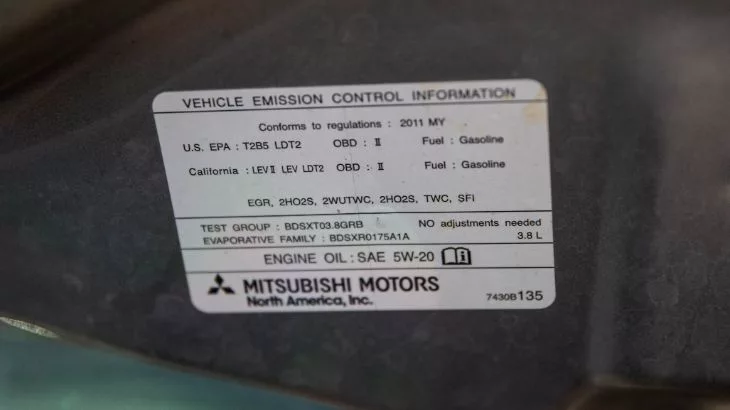 VEHICLE EMISSION CONTROL INFORMATION
Conforms to regulations : 2011 MY
U.S. EPA : T2B5 LDT2 OBD : II Fuel : Gasoline
California : LEV II LEV LDT2 OBD : II Fuel : Gasoline
EGR, 2HO2S, 2WUTWC, 2HO2S, TWC, SFI
TEST GROUP : BDSXT03.8GRB NO adjustments needed
EVAPORATIVE FAMILY : BDSXR0175A1A 3.8 L
ENGINE OIL : SAE 5W-20
MITSUBISHI MOTORS
North America, Inc.
7430B135